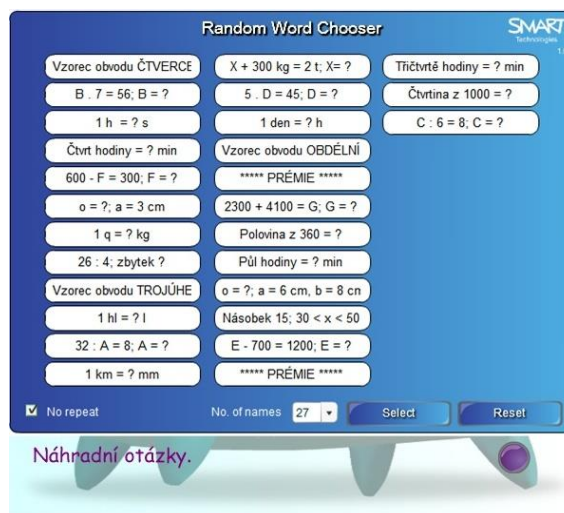 Random Word Chooser
SMART
Technologies
Vzorec obvodu ČTVERCE
B . 7 = 56; B = ?
1 h = ? s
Čtvrt hodiny = ? min
600 - F = 300; F = ?
o = ?; a = 3 cm
1 q = ? kg
26 : 4; zbytek ?
Vzorec obvodu TROJÚHE
1 hl = ? l
32 : A = 8; A = ?
1 km = ? mm
X + 300 kg = 2 t; X= ?
5 . D = 45; D = ?
1 den = ? h
Vzorec obvodu OBDÉLNÍ
***** PRÉMIE *****
2300 + 4100 = G; G = ?
Polovina z 360 = ?
Půl hodiny = ? min
o = ?; a = 6 cm, b = 8 cn
Násobek 15; 30 < x < 50
E - 700 = 1200; E = ?
***** PRÉMIE *****
Třičtvrtě hodiny = ? min
Čtvrtina z 1000 = ?
C : 6 = 8; C = ?
No repeat
No. of names 27
Select
Reset
Náhradní otázky.